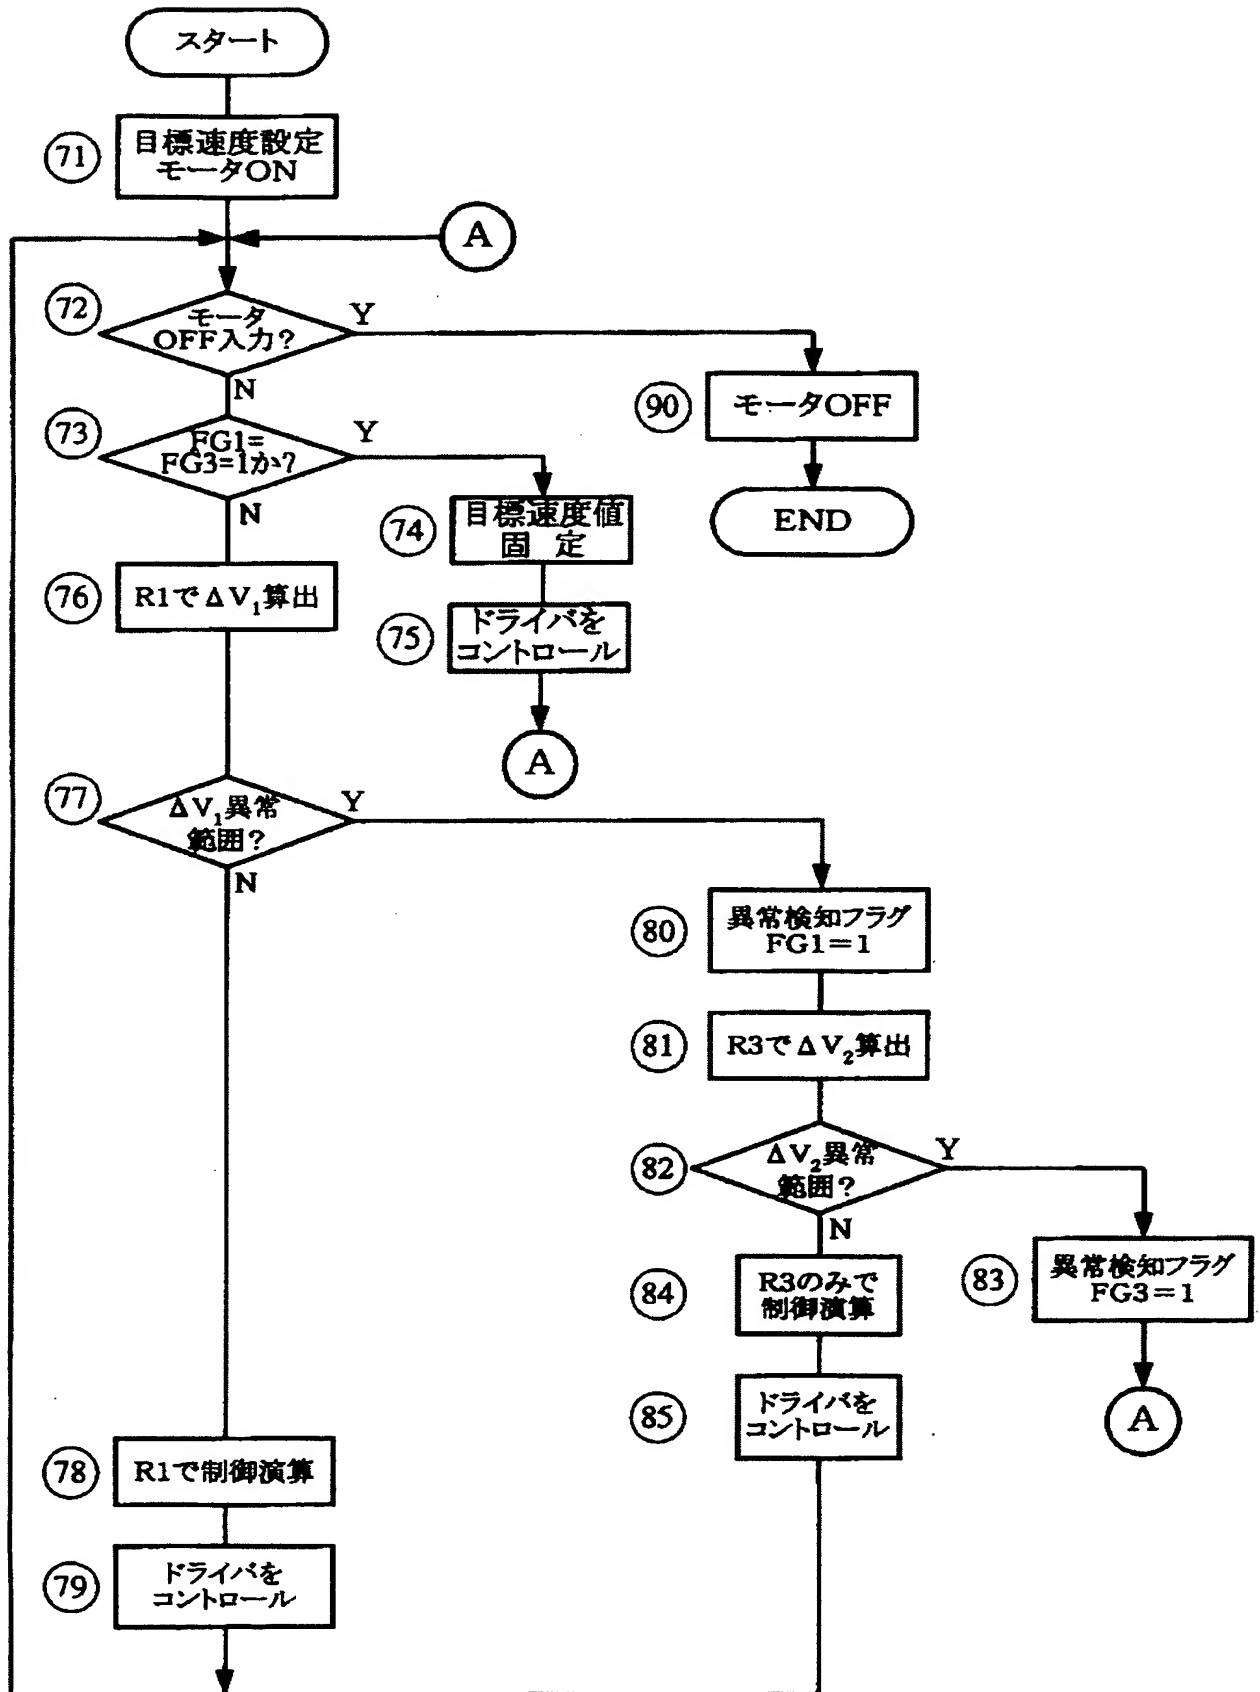 スタート
71
目標速度設定
モータON
A
72
モータ
OFF入力?
Y
N
90
モータOFF
END
73
FG1=
FG3=1か?
Y
N
74
目標速度値
固 定
75
ドライバを
コントロール
A
76
R1でΔV₁算出
77
ΔV₁異常
範囲?
Y
N
80
異常検知フラグ
FG1=1
81
R3でΔV₂算出
82
ΔV₂異常
範囲?
Y
N
83
異常検知フラグ
FG3=1
A
84
R3のみで
制御演算
85
ドライバを
コントロール
78
R1で制御演算
79
ドライバを
コントロール